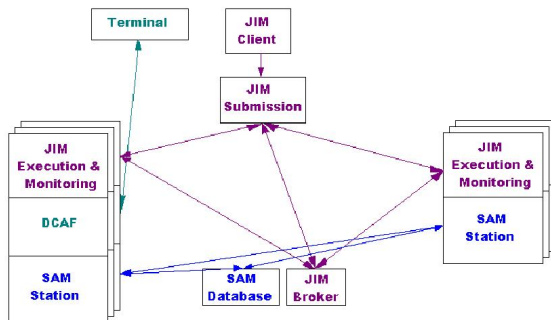 Terminal
JIM
Client
JIM
Submission
JIM
Execution &
Monitoring
DCAF
SAM
Station
SAM
Database
JIM
Broker
JIM
Execution &
Monitoring
SAM
Station